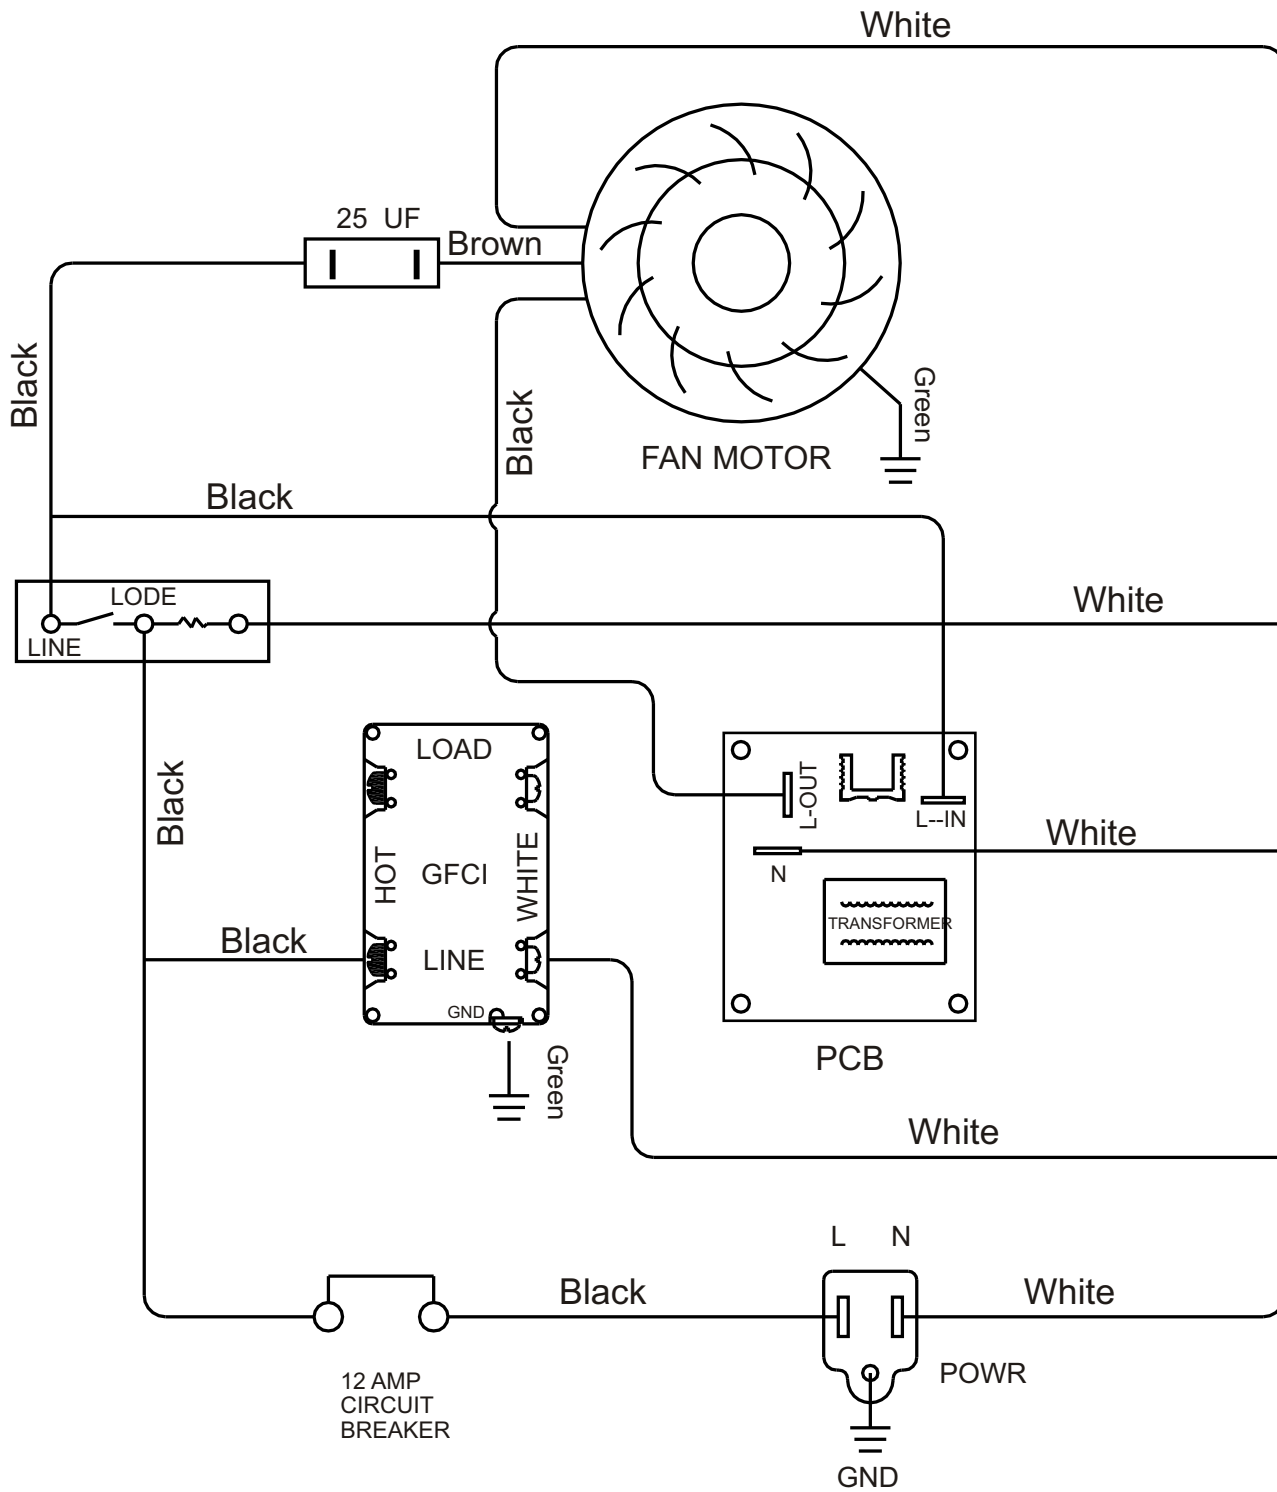 White
25 UF
Brown
Black
Black
Green
FAN MOTOR
Black
LODE
LINE
White
Black
LOAD
HOT
GFCI
WHITE
LINE
GND
Green
Black
L-OUT
L--IN
N
White
TRANSFORMER
PCB
White
L N
Black
White
12 AMP
CIRCUIT
BREAKER
POWR
GND